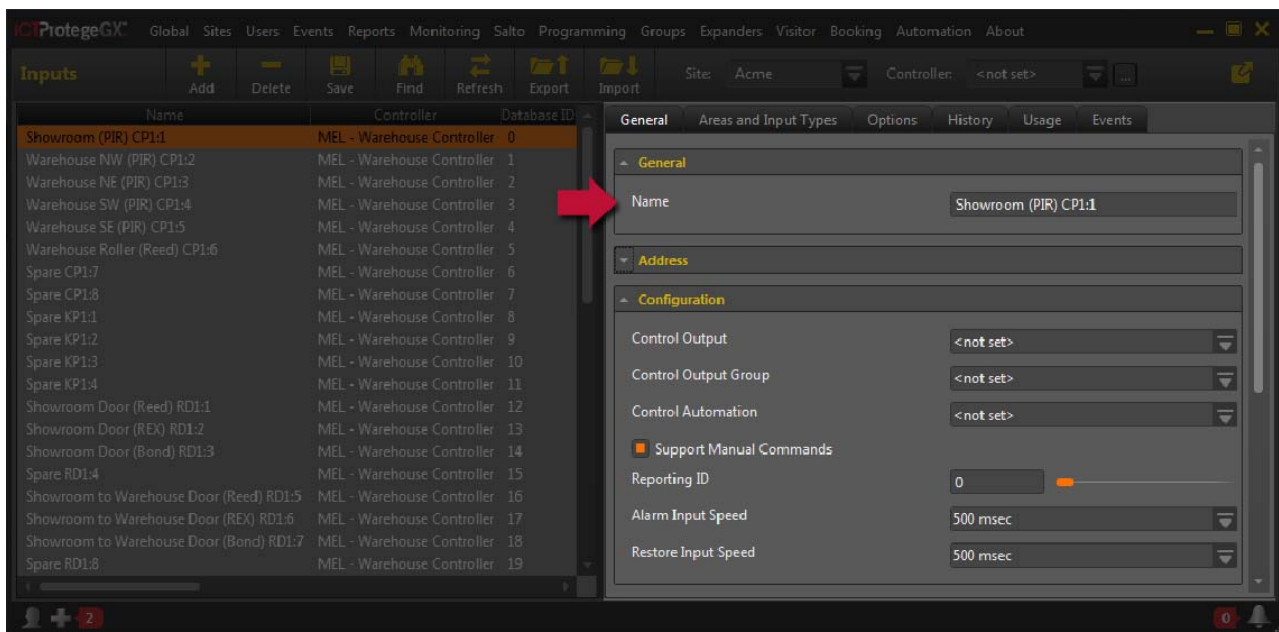 ICT ProtegeGX Global Sites Users Events Reports Monitoring Salto Programming Groups Expanders Visitor Booking Automation About
Inputs Add Delete Save Find Refresh Export Import Site: Acme Controller: <not set> ...
Name Controller Database ID
Showroom (PIR) CP1:1 MEL - Warehouse Controller 0
Warehouse NW (PIR) CP1:2 MEL - Warehouse Controller 1
Warehouse NE (PIR) CP1:3 MEL - Warehouse Controller 2
Warehouse SW (PIR) CP1:4 MEL - Warehouse Controller 3
Warehouse SE (PIR) CP1:5 MEL - Warehouse Controller 4
Warehouse Roller (Reed) CP1:6 MEL - Warehouse Controller 5
Spare CP1:7 MEL - Warehouse Controller 6
Spare CP1:8 MEL - Warehouse Controller 7
Spare KP1:1 MEL - Warehouse Controller 8
Spare KP1:2 MEL - Warehouse Controller 9
Spare KP1:3 MEL - Warehouse Controller 10
Spare KP1:4 MEL - Warehouse Controller 11
Showroom Door (Reed) RD1:1 MEL - Warehouse Controller 12
Showroom Door (REX) RD1:2 MEL - Warehouse Controller 13
Showroom Door (Bond) RD1:3 MEL - Warehouse Controller 14
Spare RD1:4 MEL - Warehouse Controller 15
Showroom to Warehouse Door (Reed) RD1:5 MEL - Warehouse Controller 16
Showroom to Warehouse Door (REX) RD1:6 MEL - Warehouse Controller 17
Showroom to Warehouse Door (Bond) RD1:7 MEL - Warehouse Controller 18
Spare RD1:8 MEL - Warehouse Controller 19
General Areas and Input Types Options History Usage Events
General
Name Showroom (PIR) CP1:1
Address
Configuration
Control Output <not set>
Control Output Group <not set>
Control Automation <not set>
Support Manual Commands
Reporting ID 0
Alarm Input Speed 500 msec
Restore Input Speed 500 msec
2 0